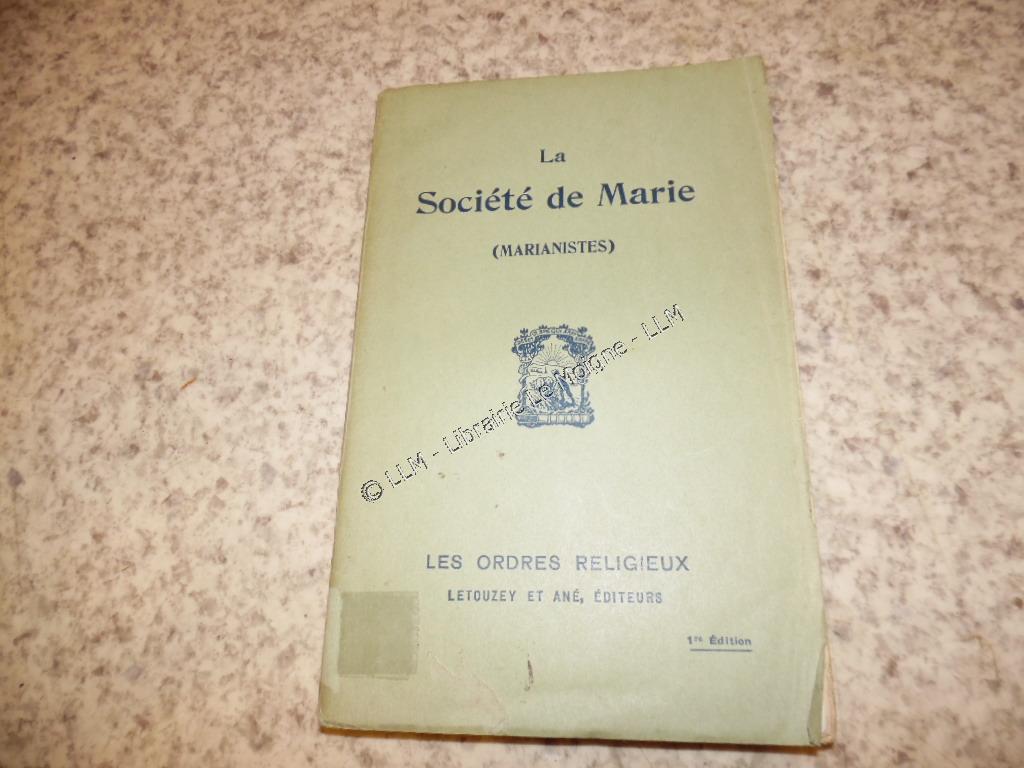 La
Société de Marie
(MARIANISTES)
© LLM - Librairie Le Moigne - LLM
LES ORDRES RELIGIEUX
LETOUZEY ET ANÉ, ÉDITEURS
1re Édition